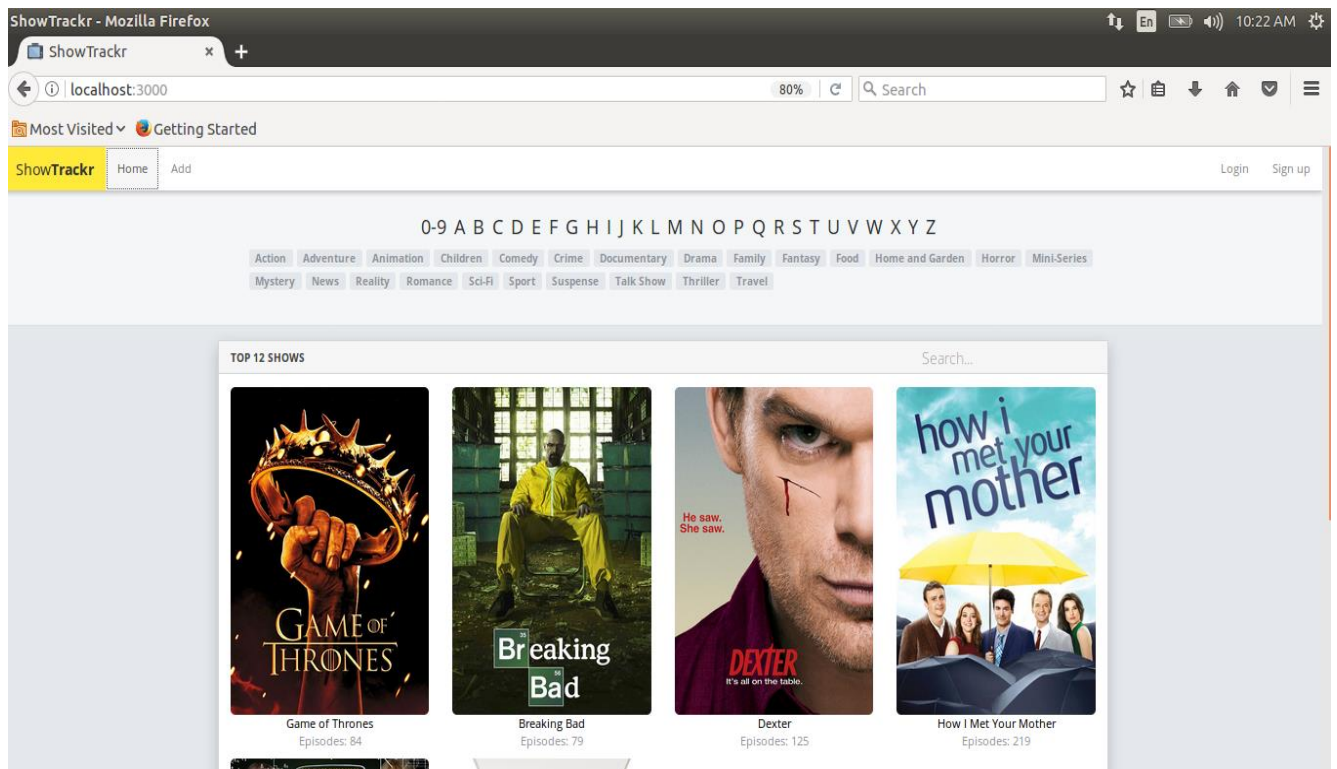 ShowTrackr - Mozilla Firefox
En
10:22 AM
ShowTrackr
localhost:3000
80%
Search
Most Visited
Getting Started
ShowTrackr
Home
Add
Login
Sign up
0-9 A B C D E F G H I J K L M N O P Q R S T U V W X Y Z
Action Adventure Animation Children Comedy Crime Documentary Drama Family Fantasy Food Home and Garden Horror Mini-Series
Mystery News Reality Romance Sci-Fi Sport Suspense Talk Show Thriller Travel
TOP 12 SHOWS
Search...
GAME OF
THRONES
35
Breaking
56
Bad
He saw.
She saw.
DEXTER
It's all on the table.
how i
met your
mother
Game of Thrones
Episodes: 84
Breaking Bad
Episodes: 79
Dexter
Episodes: 125
How I Met Your Mother
Episodes: 219